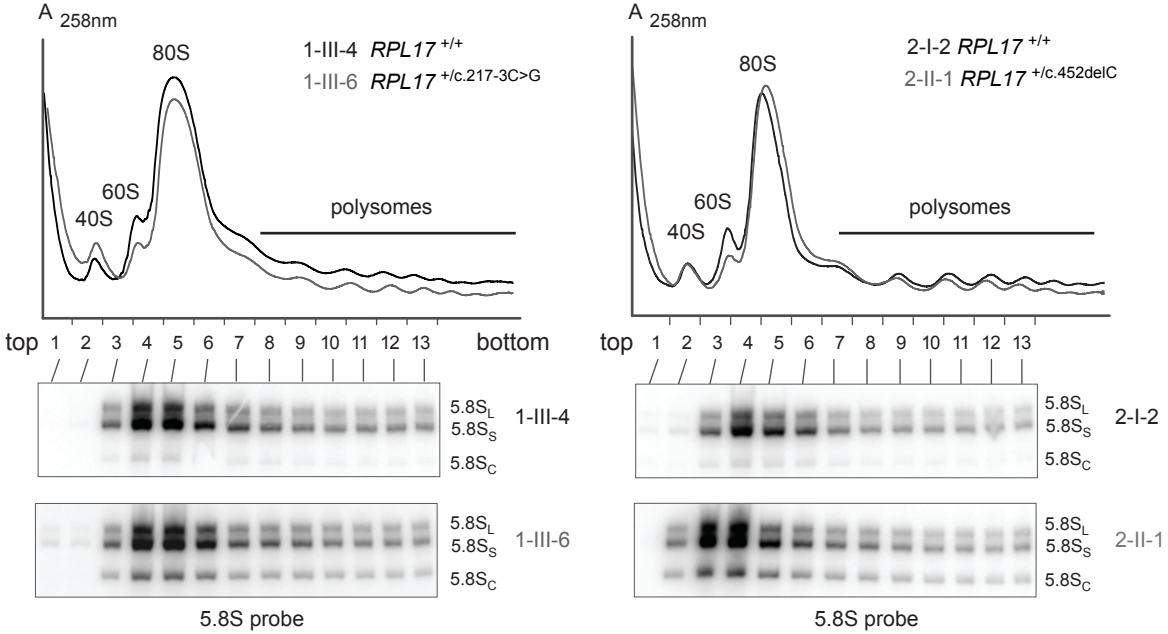 A 258nm
80S
60S
40S
polysomes
1-III-4 RPL17 +/+
1-III-6 RPL17 +/c.217-3C>G
top 1 2 3 4 5 6 7 8 9 10 11 12 13 bottom
5.8SL
5.8SS
5.8SC
1-III-4
5.8SL
5.8SS
5.8SC
1-III-6
5.8S probe
A 258nm
80S
60S
40S
polysomes
2-I-2 RPL17 +/+
2-II-1 RPL17 +/c.452delC
top 1 2 3 4 5 6 7 8 9 10 11 12 13
5.8SL
5.8SS
5.8SC
2-I-2
5.8SL
5.8SS
5.8SC
2-II-1
5.8S probe